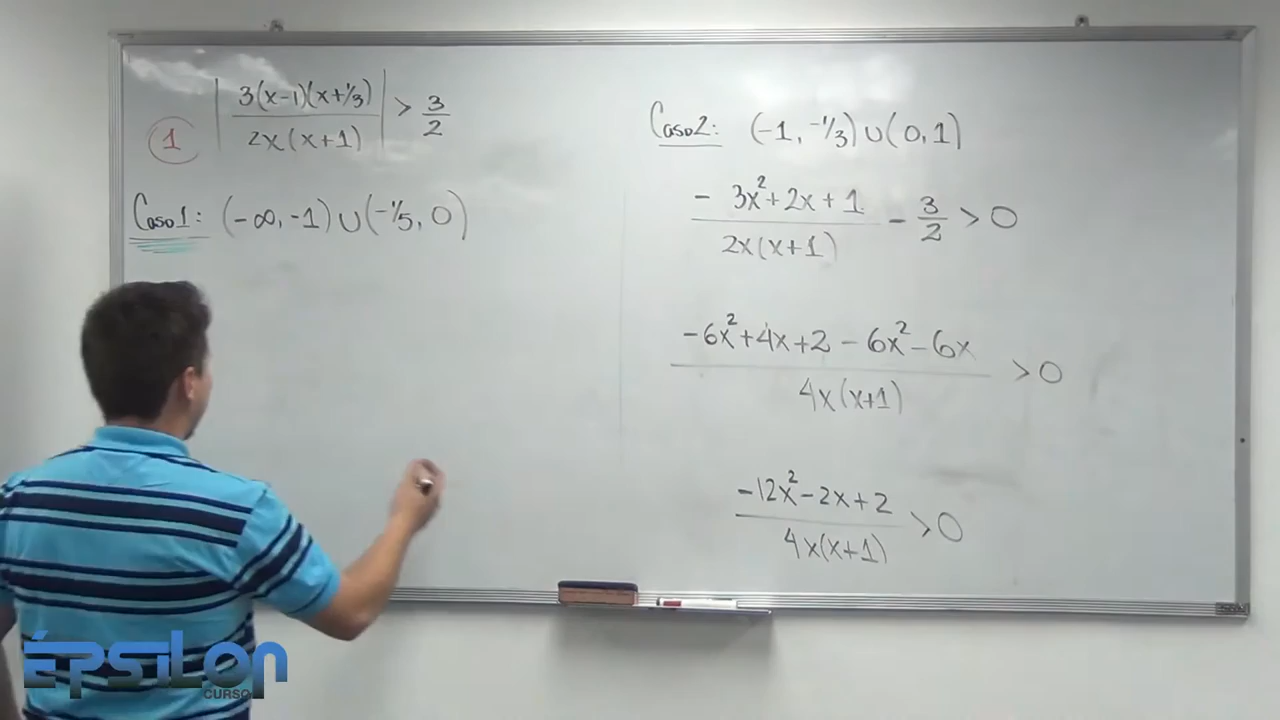 1 | 3(x-1)(x+1/3) / 2x(x+1) | > 3/2
Caso1: (-∞, -1) ∪ (-1/5, 0)
Caso2: (-1, -1/3) ∪ (0, 1)
- 3x² + 2x + 1 / 2x(x+1) - 3/2 > 0
-6x² + 4x + 2 - 6x² - 6x / 4x(x+1) > 0
-12x² - 2x + 2 / 4x(x+1) > 0
ÉPSILON
CURSO